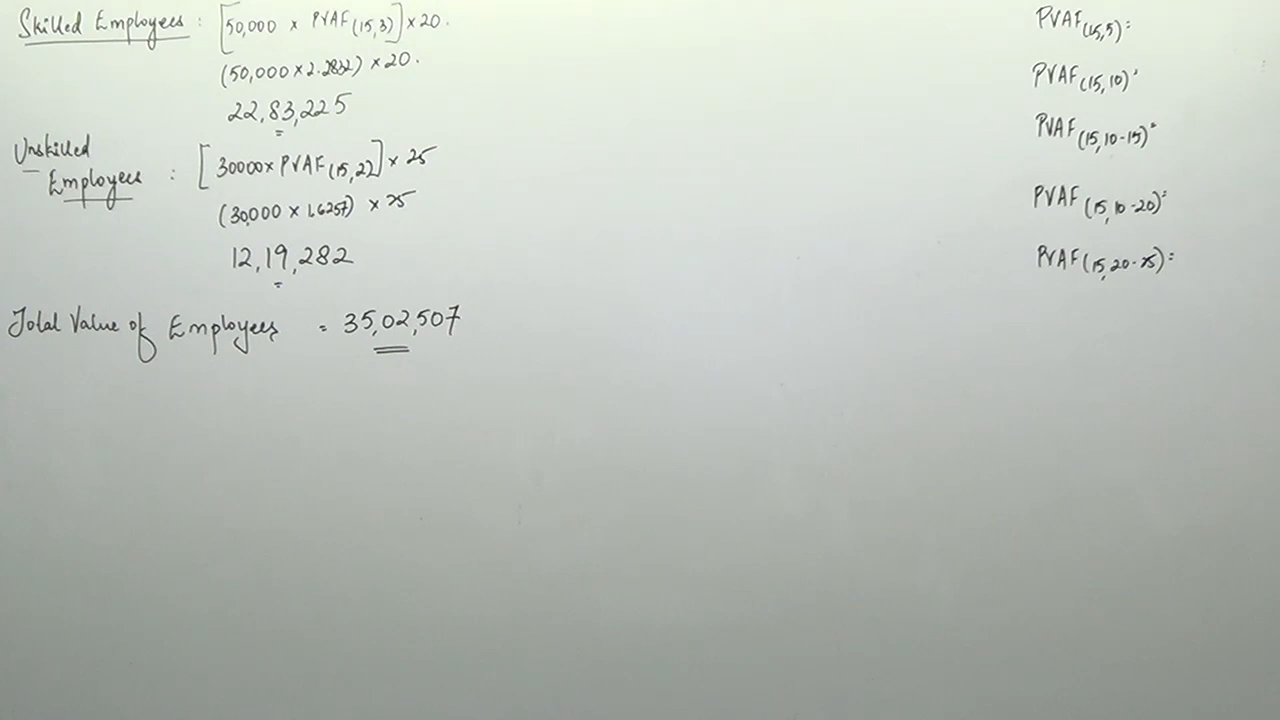 Skilled Employees : [50,000 × PVAF(15,3)] × 20.
(50,000 × 2.2832) × 20.
22,83,225
Unskilled
Employees : [30000 × PVAF(15,2)] × 25
(30,000 × 1.6257) × 25
12,19,282
Total Value of Employees = 35,02,507
PVAF(15,5) =
PVAF(15,10) =
PVAF(15,10-15) =
PVAF(15,10-20) =
PVAF(15,20-25) =